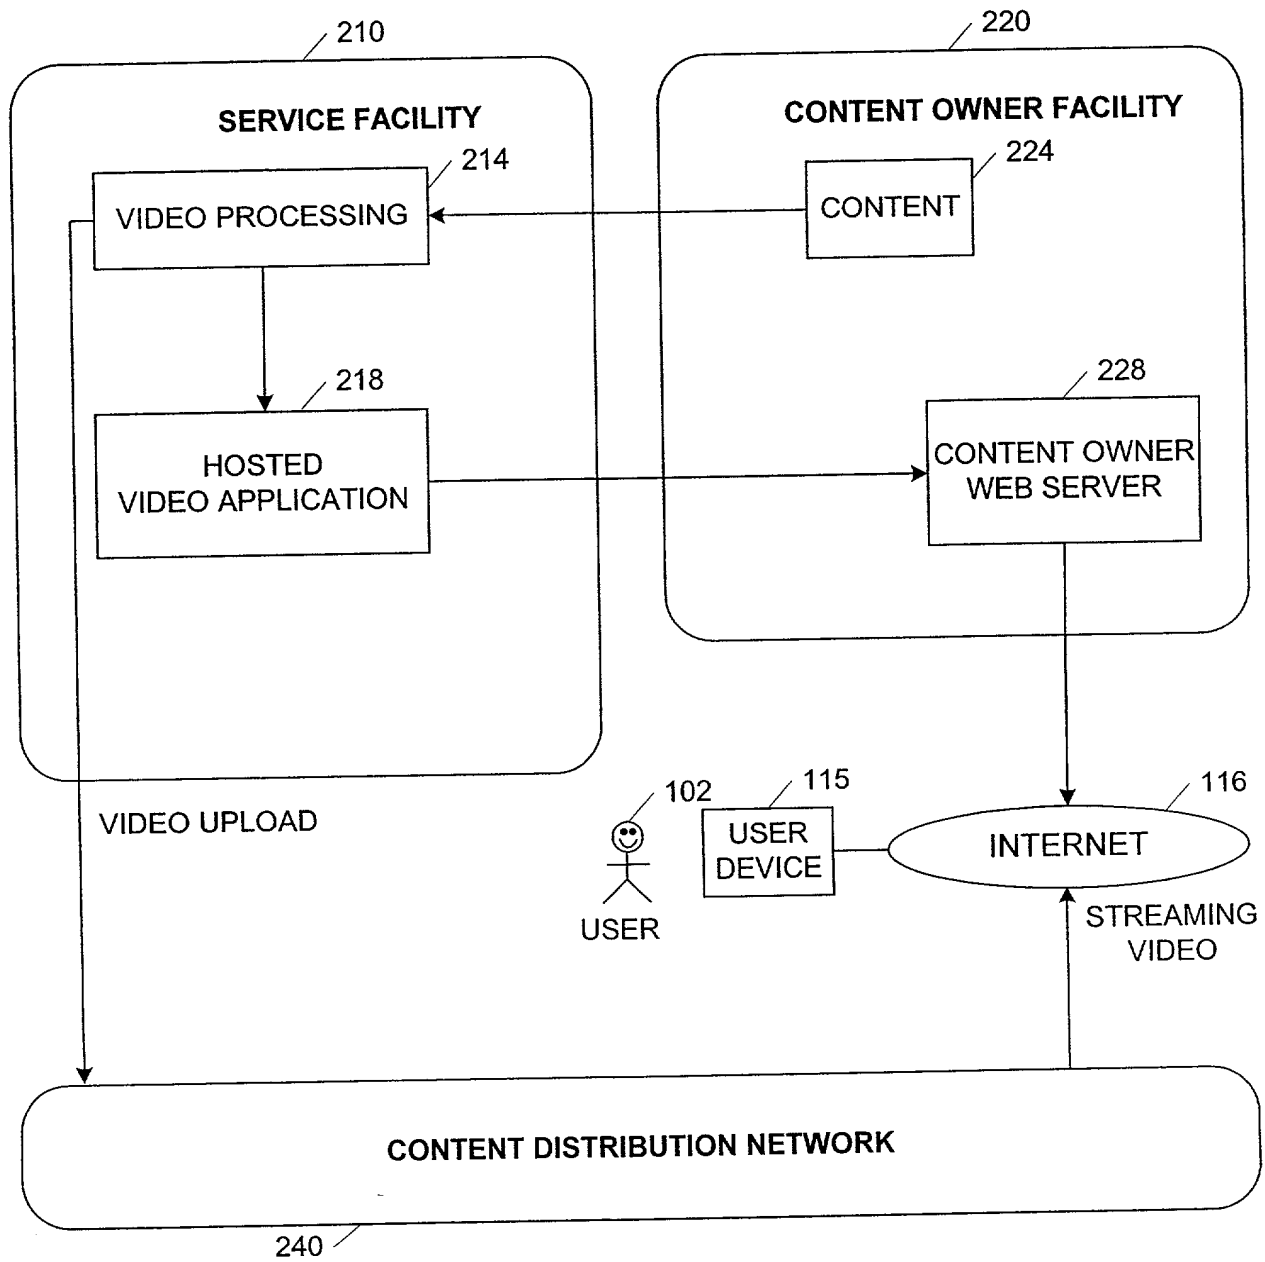 210
220
SERVICE FACILITY
CONTENT OWNER FACILITY
214
224
VIDEO PROCESSING
CONTENT
218
228
HOSTED
VIDEO APPLICATION
CONTENT OWNER
WEB SERVER
VIDEO UPLOAD
102
115
116
USER
DEVICE
INTERNET
USER
STREAMING
VIDEO
CONTENT DISTRIBUTION NETWORK
240